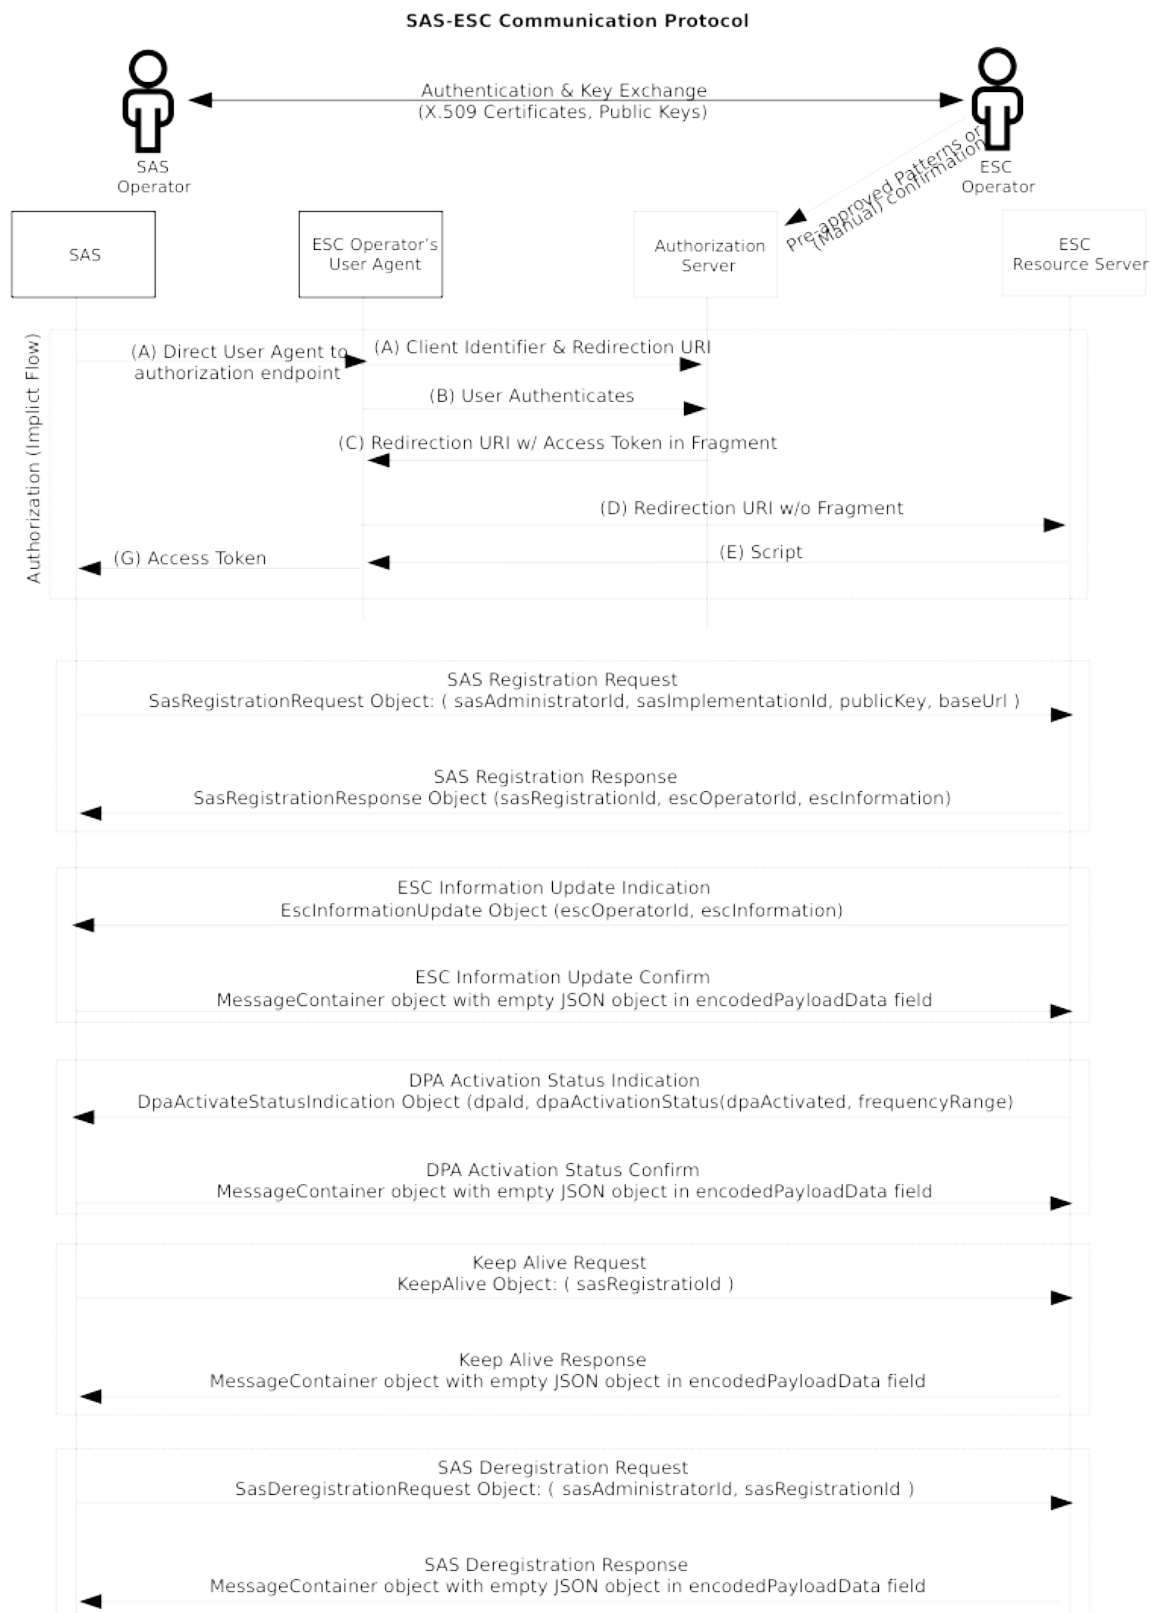 SAS-ESC Communication Protocol
Authentication & Key Exchange
(X.509 Certificates, Public Keys)
SAS
Operator
ESC
Operator
Pre-approved Patterns or
(Manual) confirmation
SAS
ESC Operator's
User Agent
Authorization
Server
ESC
Resource Server
Authorization (Implict Flow)
(A) Direct User Agent to
authorization endpoint
(A) Client Identifier & Redirection URI
(B) User Authenticates
(C) Redirection URI w/ Access Token in Fragment
(D) Redirection URI w/o Fragment
(E) Script
(G) Access Token
SAS Registration Request
SasRegistrationRequest Object: ( sasAdministratorId, sasImplementationId, publicKey, baseUrl )
SAS Registration Response
SasRegistrationResponse Object (sasRegistrationId, escOperatorId, escInformation)
ESC Information Update Indication
EscInformationUpdate Object (escOperatorId, escInformation)
ESC Information Update Confirm
MessageContainer object with empty JSON object in encodedPayloadData field
DPA Activation Status Indication
DpaActivateStatusIndication Object (dpaId, dpaActivationStatus(dpaActivated, frequencyRange)
DPA Activation Status Confirm
MessageContainer object with empty JSON object in encodedPayloadData field
Keep Alive Request
KeepAlive Object: ( sasRegistratioId )
Keep Alive Response
MessageContainer object with empty JSON object in encodedPayloadData field
SAS Deregistration Request
SasDeregistrationRequest Object: ( sasAdministratorId, sasRegistrationId )
SAS Deregistration Response
MessageContainer object with empty JSON object in encodedPayloadData field